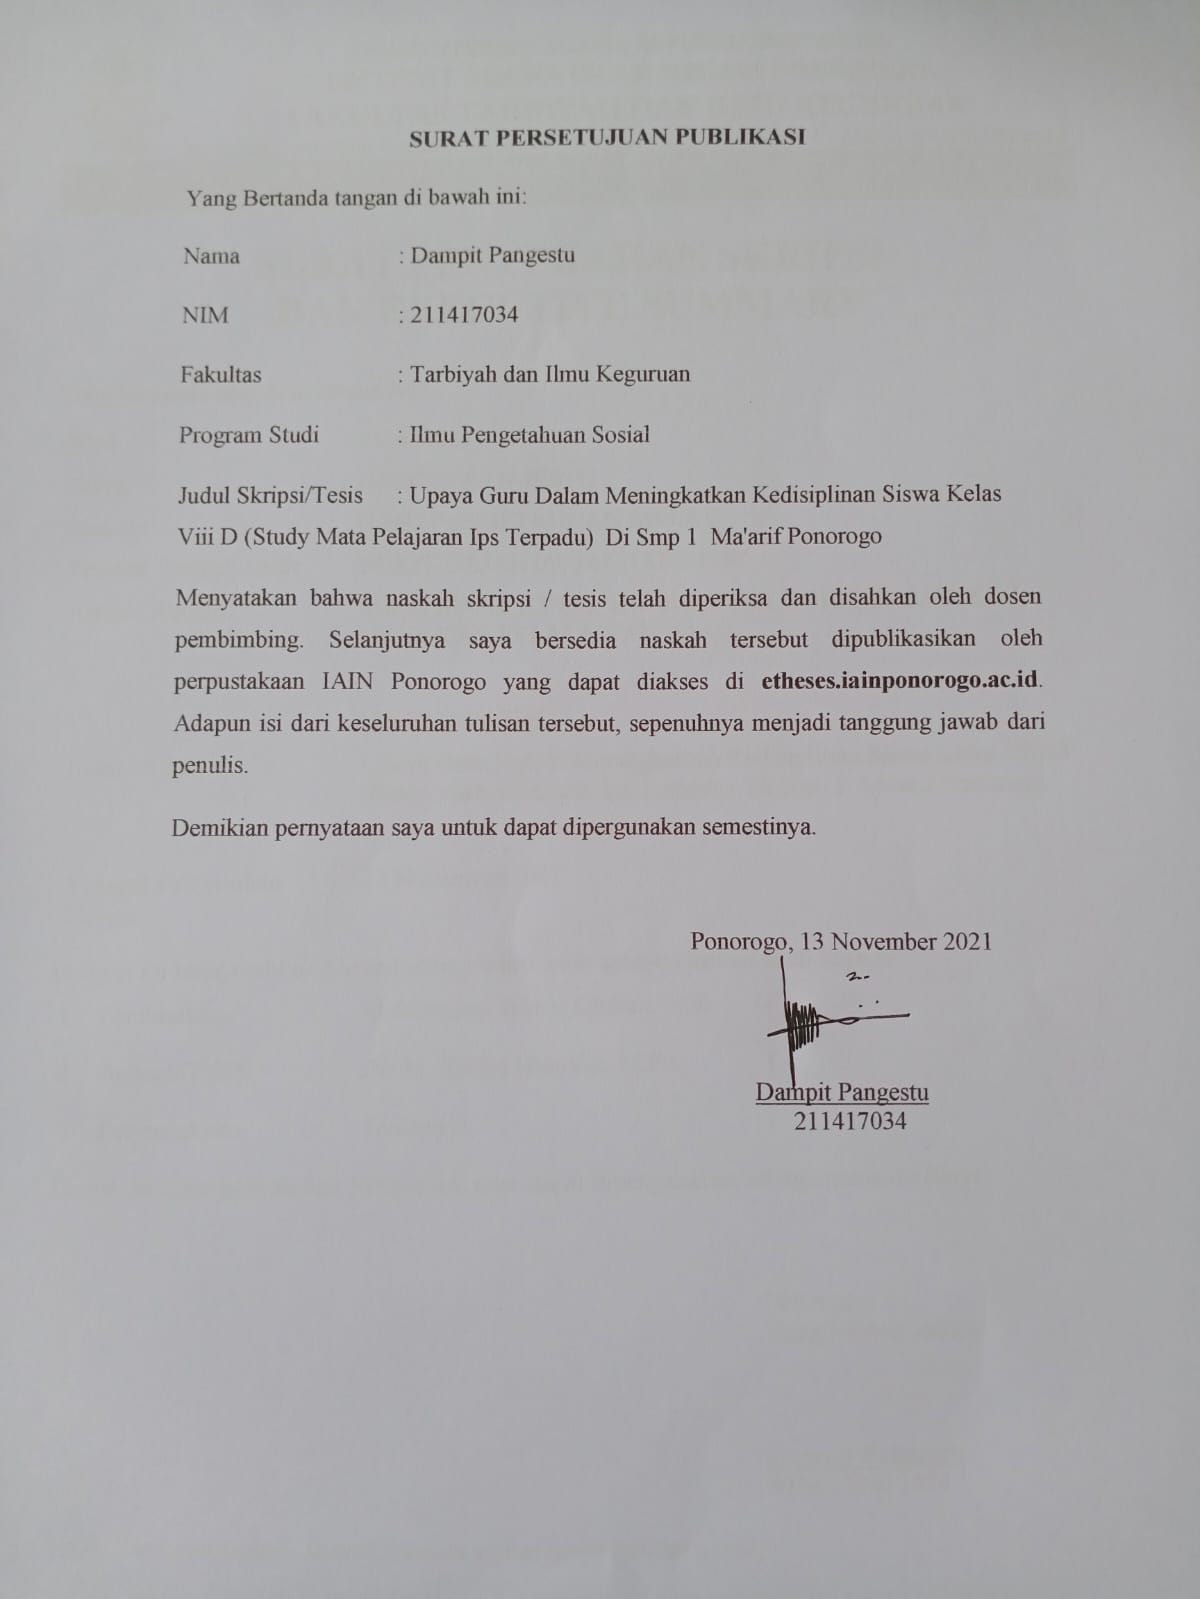 SURAT PERSETUJUAN PUBLIKASI
Yang Bertanda tangan di bawah ini:
Nama : Dampit Pangestu
NIM : 211417034
Fakultas : Tarbiyah dan Ilmu Keguruan
Program Studi : Ilmu Pengetahuan Sosial
Judul Skripsi/Tesis : Upaya Guru Dalam Meningkatkan Kedisiplinan Siswa Kelas
Viii D (Study Mata Pelajaran Ips Terpadu) Di Smp 1 Ma'arif Ponorogo
Menyatakan bahwa naskah skripsi / tesis telah diperiksa dan disahkan oleh dosen
pembimbing. Selanjutnya saya bersedia naskah tersebut dipublikasikan oleh
perpustakaan IAIN Ponorogo yang dapat diakses di etheses.iainponorogo.ac.id.
Adapun isi dari keseluruhan tulisan tersebut, sepenuhnya menjadi tanggung jawab dari
penulis.
Demikian pernyataan saya untuk dapat dipergunakan semestinya.
Ponorogo, 13 November 2021
Dampit Pangestu
211417034